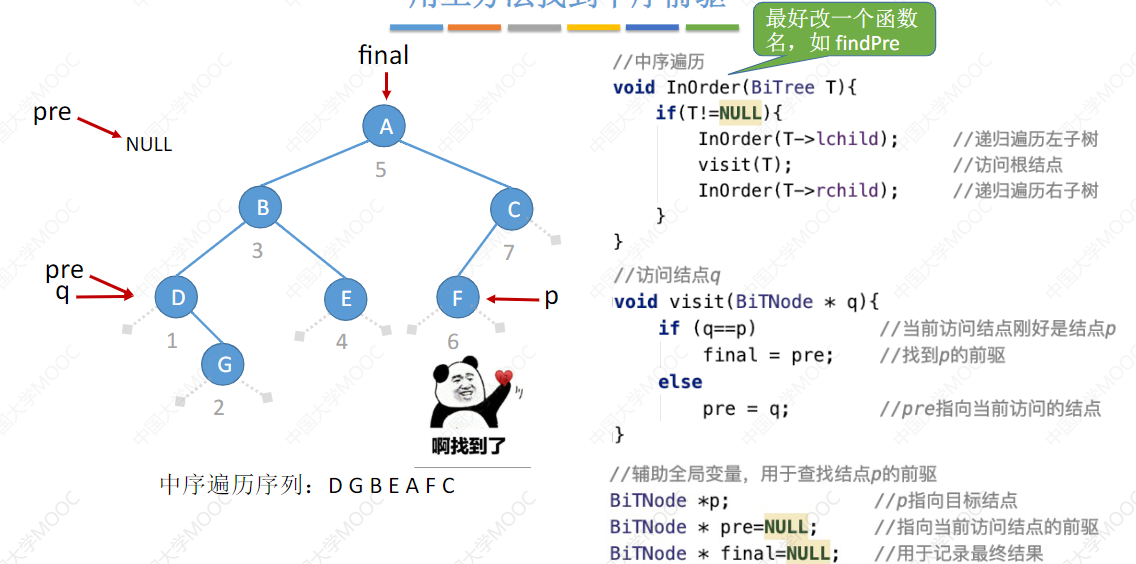 用土方法找到中序前驱
最好改一个函数
名，如 findPre
final
pre
NULL
A
5
B
3
C
7
pre
q
D
1
E
4
F
6
p
G
2
啊找到了
中序遍历序列：D G B E A F C
//中序遍历
void InOrder(BiTree T){
if(T!=NULL){
InOrder(T->lchild); //递归遍历左子树
visit(T); //访问根结点
InOrder(T->rchild); //递归遍历右子树
}
}
//访问结点q
void visit(BiTNode * q){
if (q==p) //当前访问结点刚好是结点p
final = pre; //找到p的前驱
else
pre = q; //pre指向当前访问的结点
}
//辅助全局变量，用于查找结点p的前驱
BiTNode *p; //p指向目标结点
BiTNode * pre=NULL; //指向当前访问结点的前驱
BiTNode * final=NULL; //用于记录最终结果
中国大学MOOC